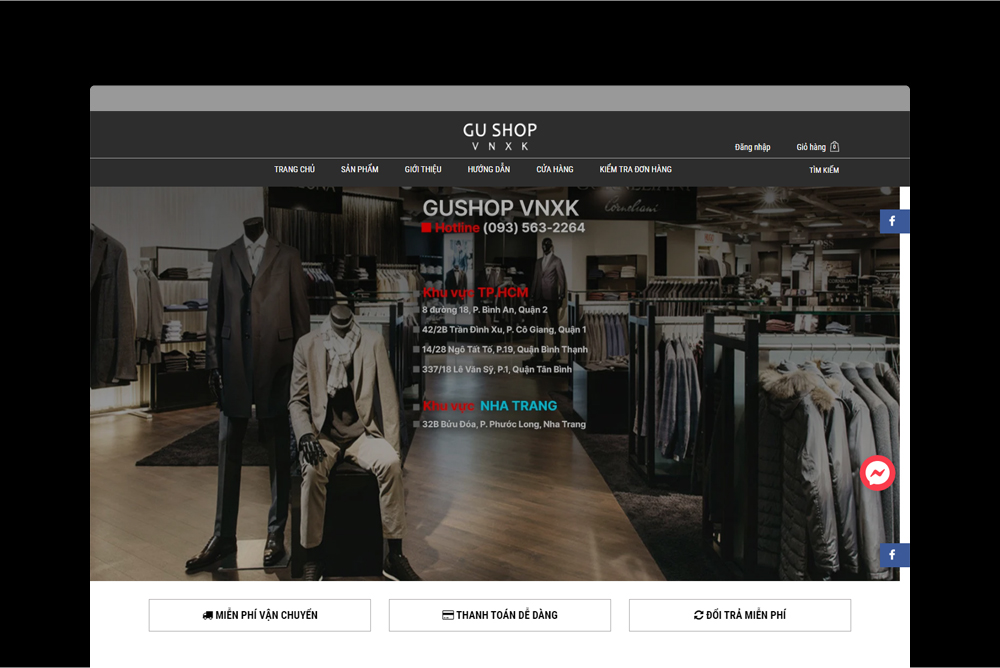 GU SHOP
V N X K
Đăng nhập
Giỏ hàng 0
TRANG CHỦ SẢN PHẨM GIỚI THIỆU HƯỚNG DẪN CỬA HÀNG KIỂM TRA ĐƠN HÀNG
TÌM KIẾM
GUSHOP VNXK
Hotline (093) 563-2264
Khu vực TP.HCM
8 đường 18, P. Bình An, Quận 2
42/2B Trần Đình Xu, P. Cô Giang, Quận 1
14/28 Ngô Tất Tố, P.19, Quận Bình Thạnh
337/18 Lê Văn Sỹ, P.1, Quận Tân Bình
Khu vực NHA TRANG
32B Bửu Đóa, P. Phước Long, Nha Trang
Corneliani
BOSS
f
f
MIỄN PHÍ VẬN CHUYỂN
THANH TOÁN DỄ DÀNG
ĐỔI TRẢ MIỄN PHÍ